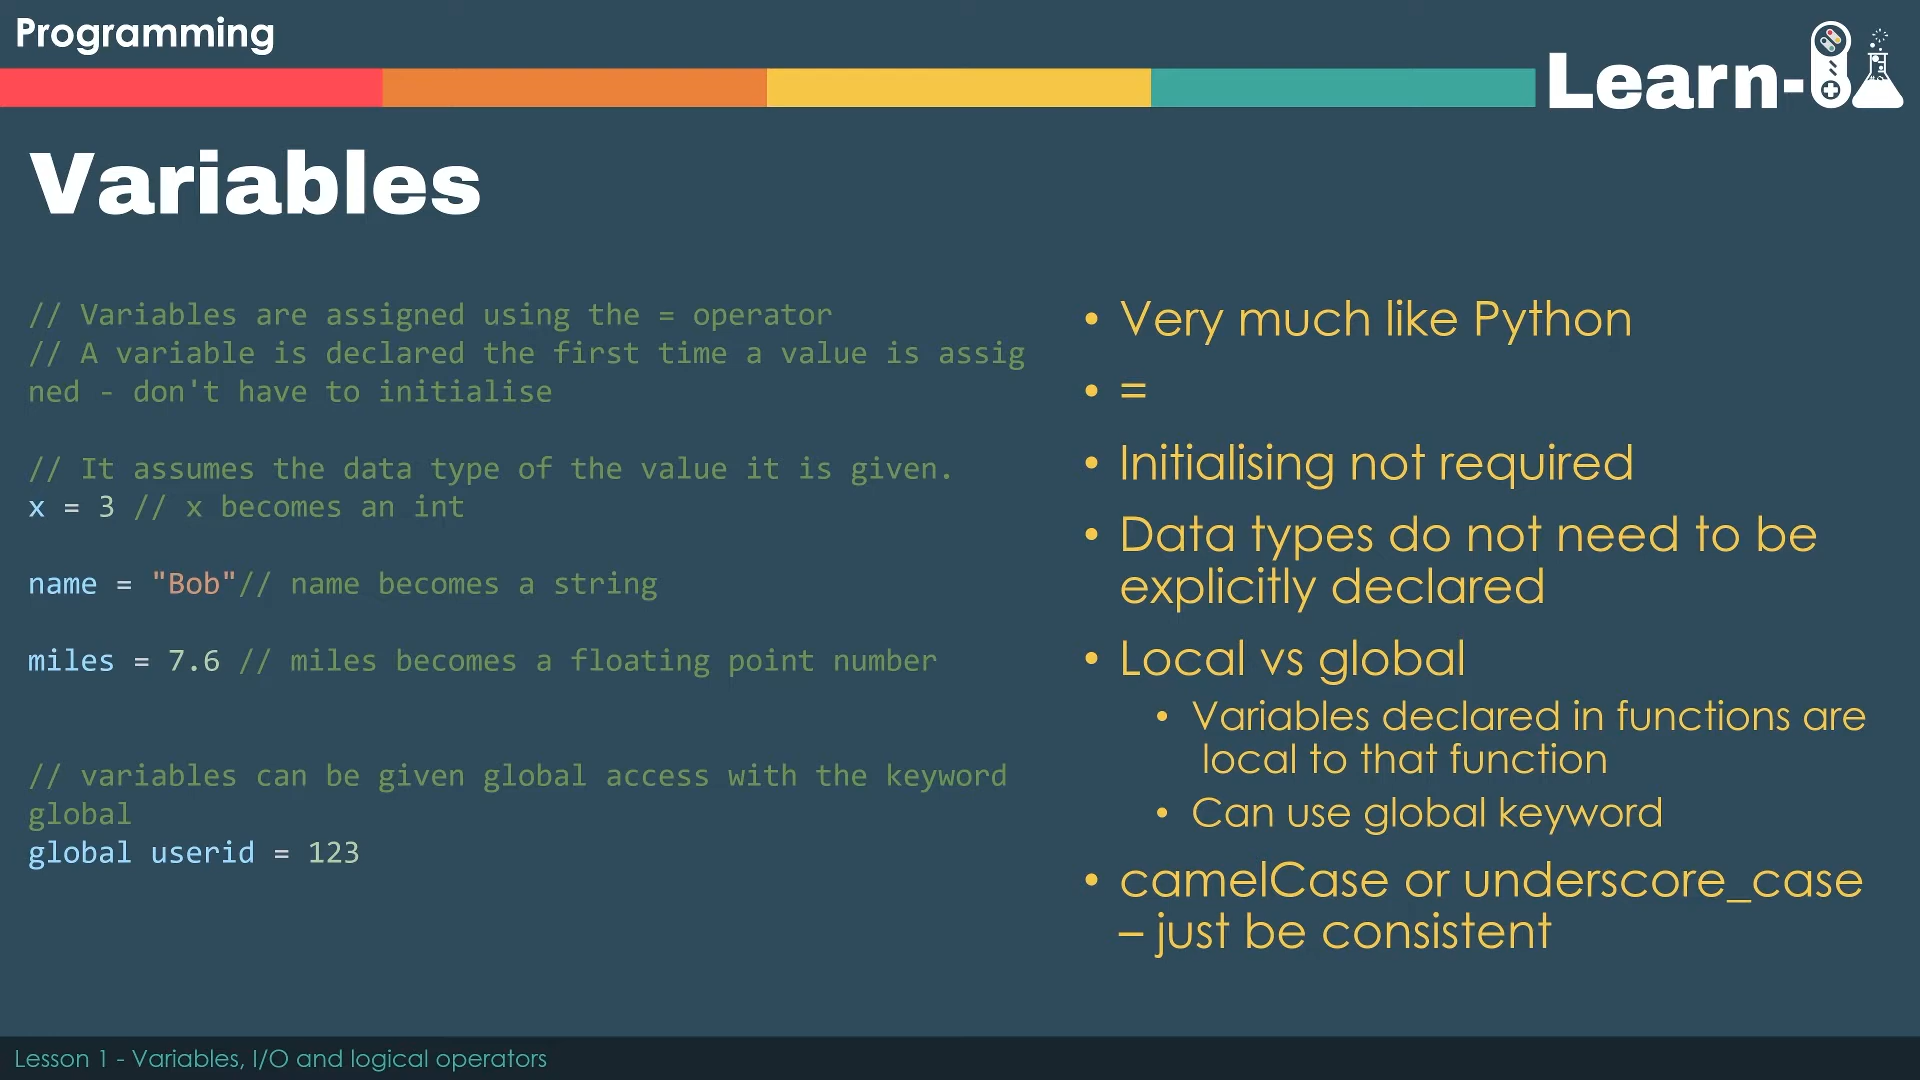 Programming
Learn-
Variables
// Variables are assigned using the = operator
// A variable is declared the first time a value is assig
ned - don't have to initialise
// It assumes the data type of the value it is given.
x = 3 // x becomes an int
name = "Bob"// name becomes a string
miles = 7.6 // miles becomes a floating point number
// variables can be given global access with the keyword
global
global userid = 123
• Very much like Python
• =
• Initialising not required
• Data types do not need to be
explicitly declared
• Local vs global
• Variables declared in functions are
local to that function
• Can use global keyword
• camelCase or underscore_case
– just be consistent
Lesson 1 - Variables, I/O and logical operators